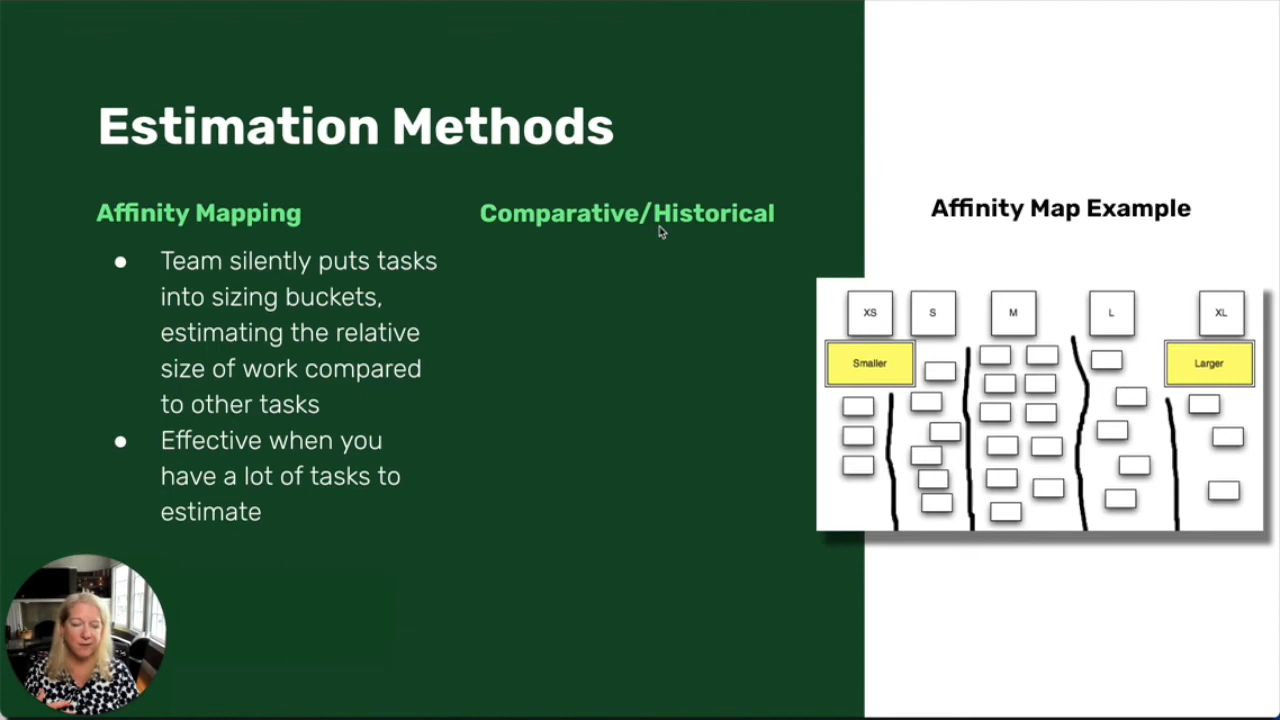 Estimation Methods
Affinity Mapping
● Team silently puts tasks
into sizing buckets,
estimating the relative
size of work compared
to other tasks
● Effective when you
have a lot of tasks to
estimate
Comparative/Historical
Affinity Map Example
XS S M L XL
Smaller Larger